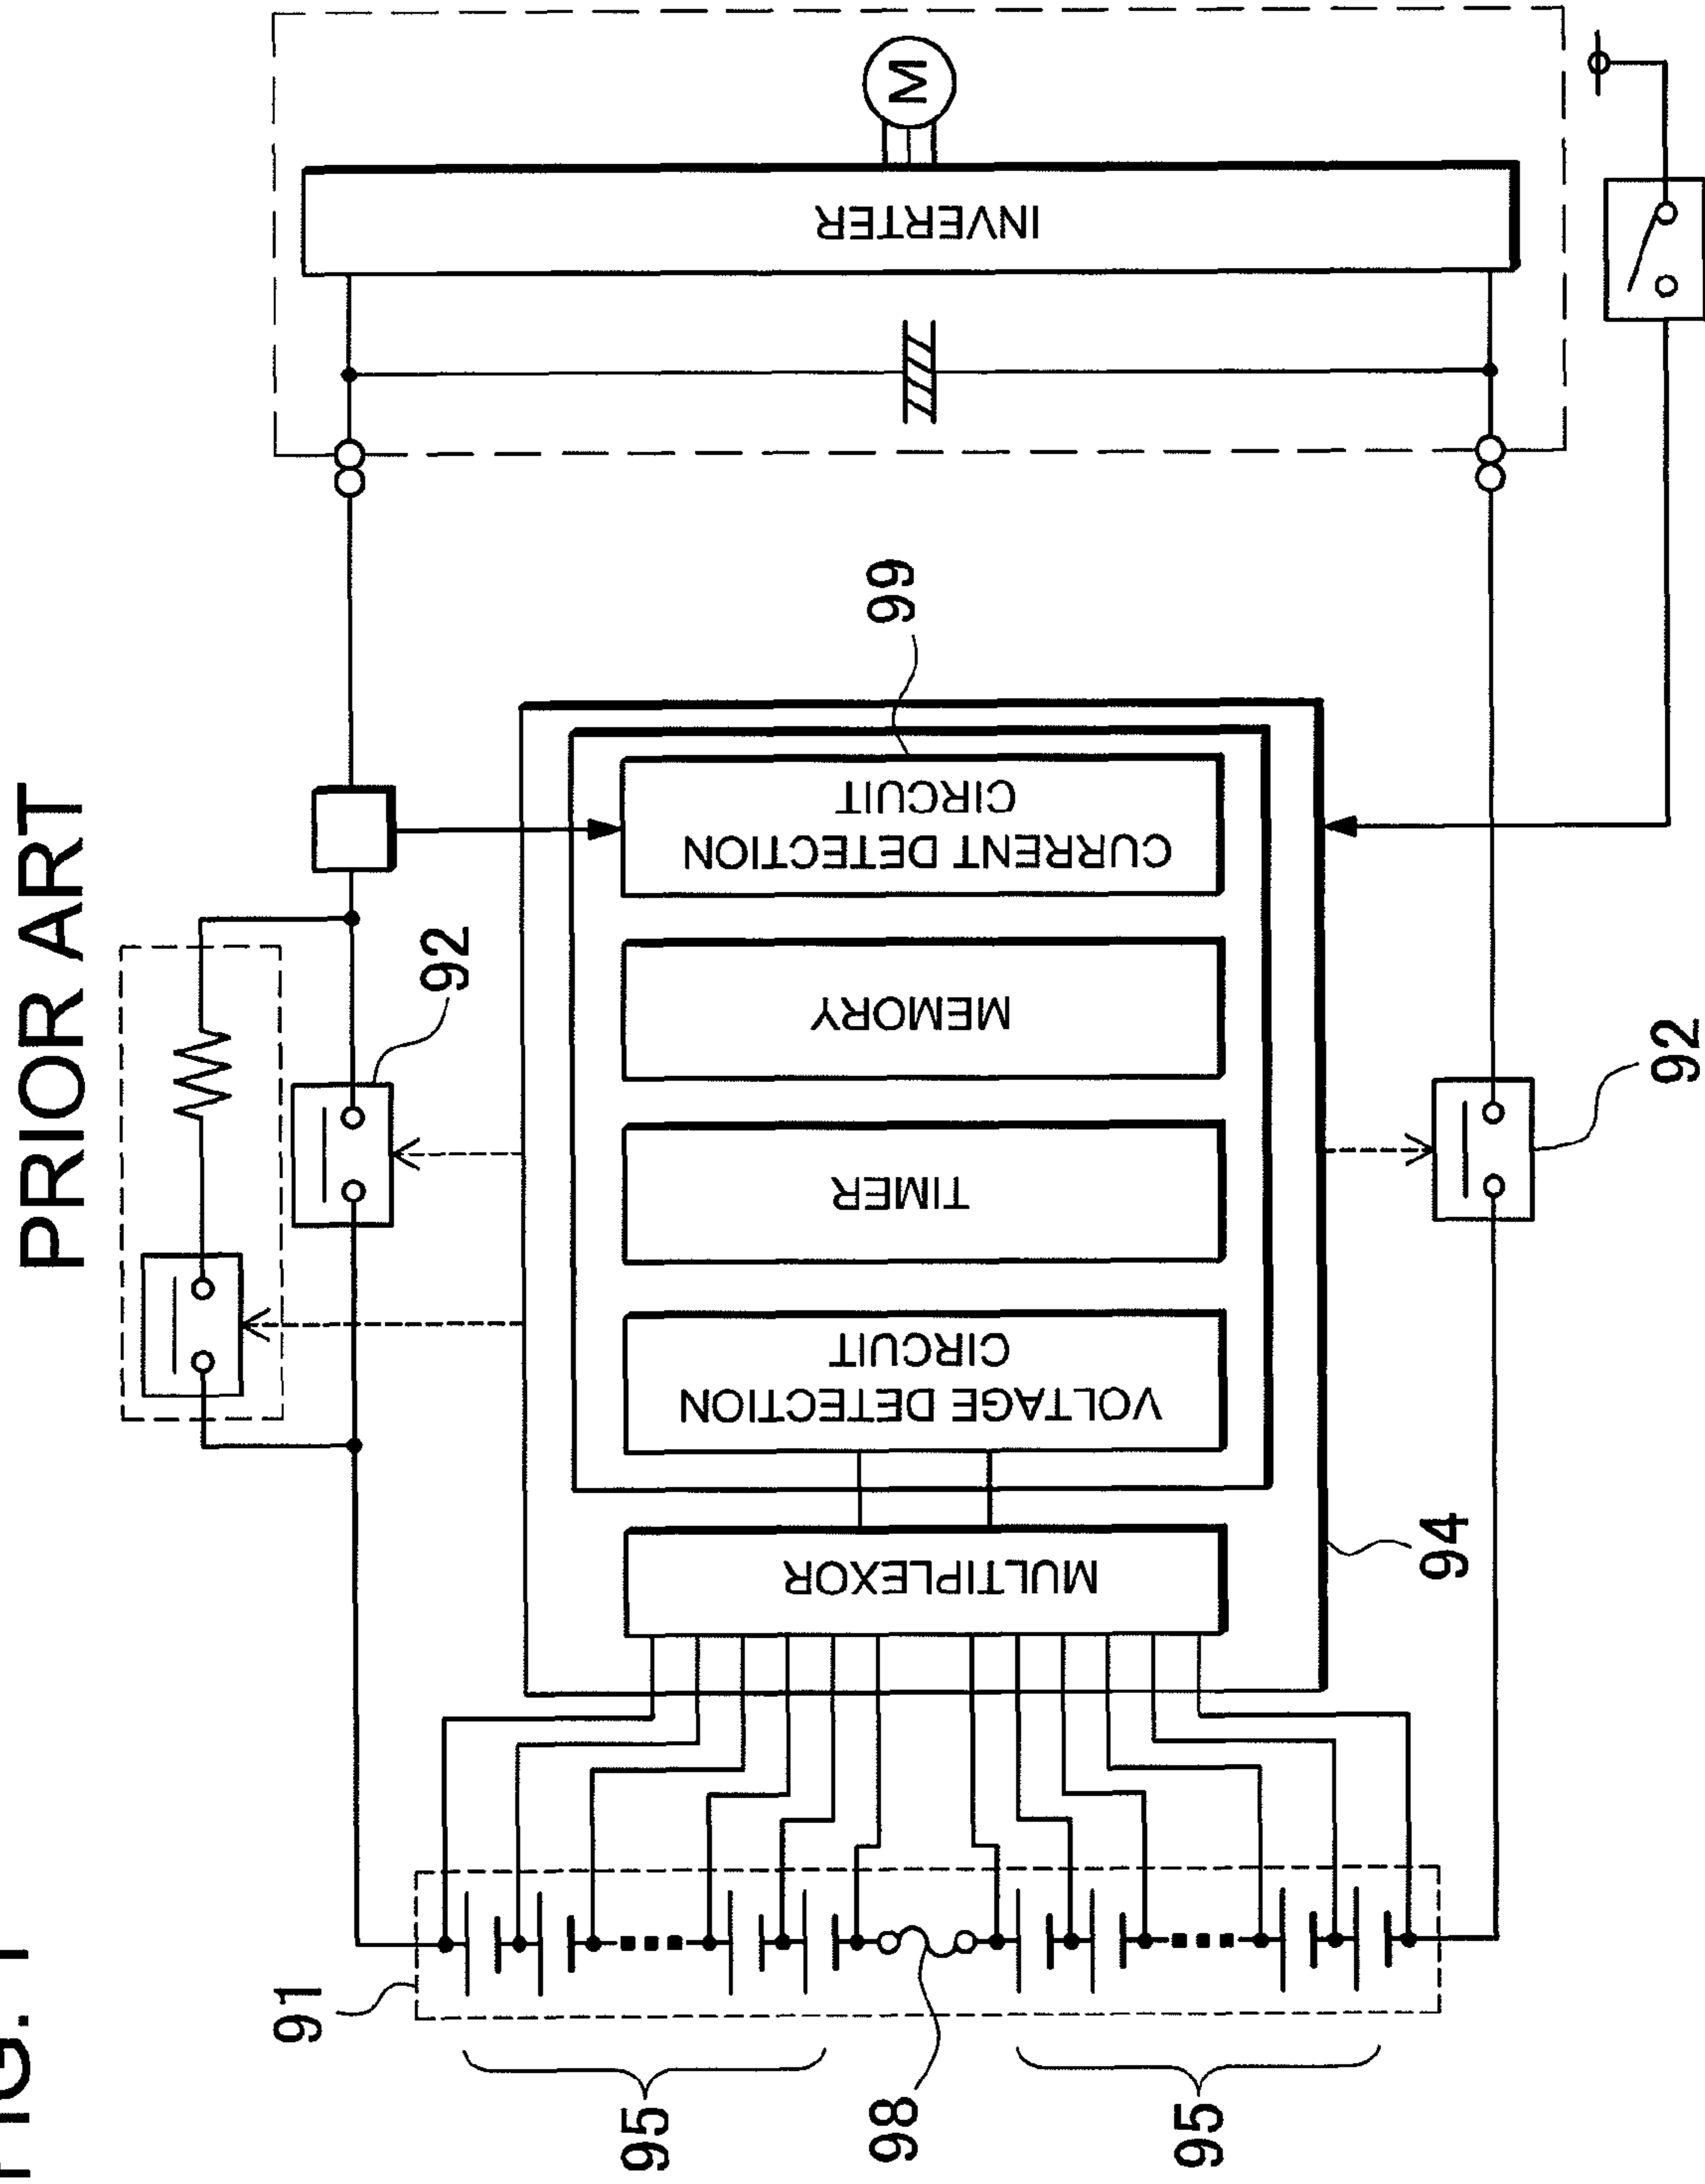 FIG. 1
PRIOR ART
91
95
98
95
92
92
94
99
MULTIPLEXOR
VOLTAGE DETECTION
CIRCUIT
TIMER
MEMORY
CURRENT DETECTION
CIRCUIT
INVERTER
M